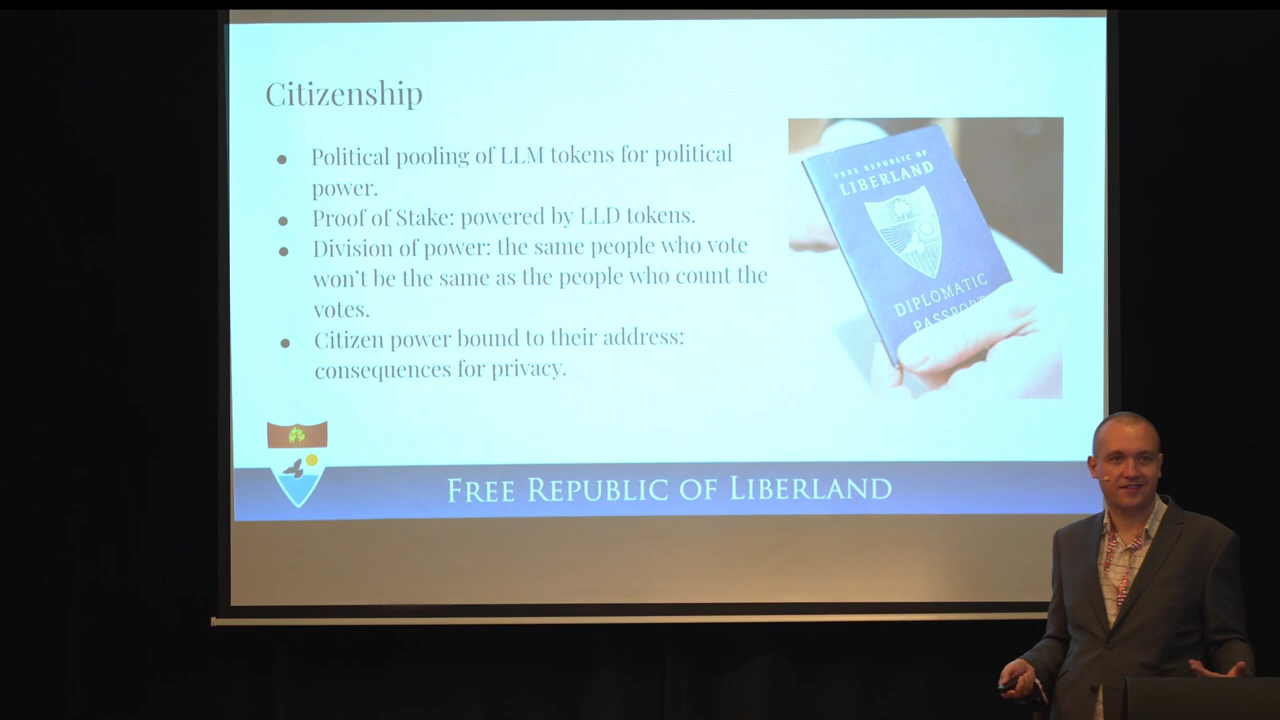 Citizenship
● Political pooling of LLM tokens for political
power.
● Proof of Stake: powered by LLD tokens.
● Division of power: the same people who vote
won't be the same as the people who count the
votes.
● Citizen power bound to their address:
consequences for privacy.
FREE REPUBLIC OF
LIBERLAND
DIPLOMATIC
PASSPORT
FREE REPUBLIC OF LIBERLAND